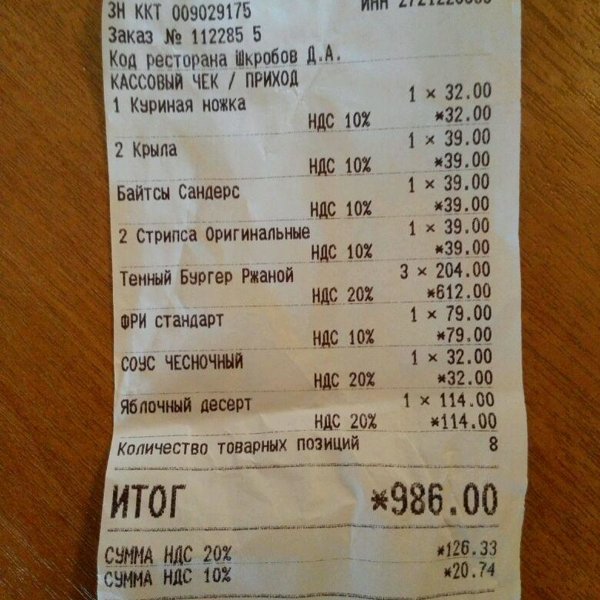 ЗН ККТ 009029175
ИНН
Заказ № 112285 5
Код ресторана Шкробов Д.А.
КАССОВЫЙ ЧЕК / ПРИХОД
1 Куриная ножка 1 × 32.00
НДС 10% *32.00
2 Крыла 1 × 39.00
НДС 10% *39.00
Байтсы Сандерс 1 × 39.00
НДС 10% *39.00
2 Стрипса Оригинальные 1 × 39.00
НДС 10% *39.00
Темный Бургер Ржаной 3 × 204.00
НДС 20% *612.00
ФРИ стандарт 1 × 79.00
НДС 10% *79.00
СОУС ЧЕСНОЧНЫЙ 1 × 32.00
НДС 20% *32.00
Яблочный десерт 1 × 114.00
НДС 20% *114.00
Количество товарных позиций 8
ИТОГ *986.00
СУММА НДС 20% *126.33
СУММА НДС 10% *20.74